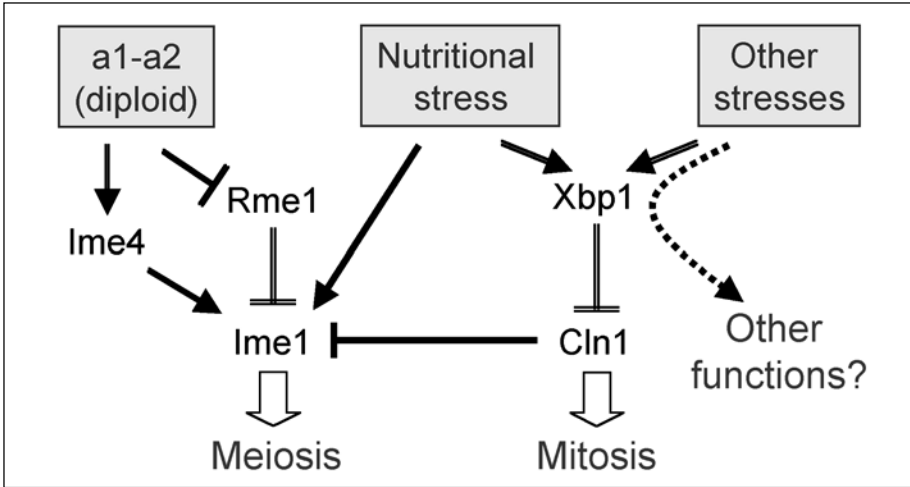 a1-a2
(diploid)
Nutritional
stress
Other
stresses
Rme1
Xbp1
Ime4
Ime1
Cln1
Other
functions?
Meiosis
Mitosis